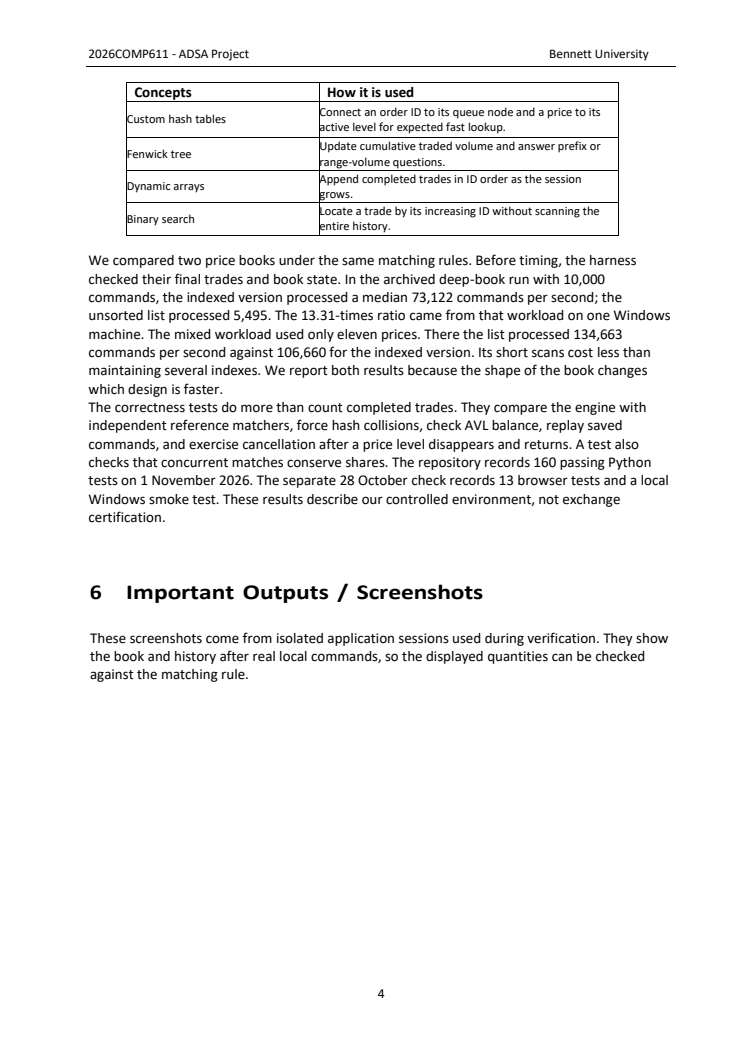 2026COMP611 - ADSA Project Bennett University
Concepts How it is used
Custom hash tables Connect an order ID to its queue node and a price to its
active level for expected fast lookup.
Fenwick tree Update cumulative traded volume and answer prefix or
range-volume questions.
Dynamic arrays Append completed trades in ID order as the session
grows.
Binary search Locate a trade by its increasing ID without scanning the
entire history.
We compared two price books under the same matching rules. Before timing, the harness
checked their final trades and book state. In the archived deep-book run with 10,000
commands, the indexed version processed a median 73,122 commands per second; the
unsorted list processed 5,495. The 13.31-times ratio came from that workload on one Windows
machine. The mixed workload used only eleven prices. There the list processed 134,663
commands per second against 106,660 for the indexed version. Its short scans cost less than
maintaining several indexes. We report both results because the shape of the book changes
which design is faster.
The correctness tests do more than count completed trades. They compare the engine with
independent reference matchers, force hash collisions, check AVL balance, replay saved
commands, and exercise cancellation after a price level disappears and returns. A test also
checks that concurrent matches conserve shares. The repository records 160 passing Python
tests on 1 November 2026. The separate 28 October check records 13 browser tests and a local
Windows smoke test. These results describe our controlled environment, not exchange
certification.
6 Important Outputs / Screenshots
These screenshots come from isolated application sessions used during verification. They show
the book and history after real local commands, so the displayed quantities can be checked
against the matching rule.
4